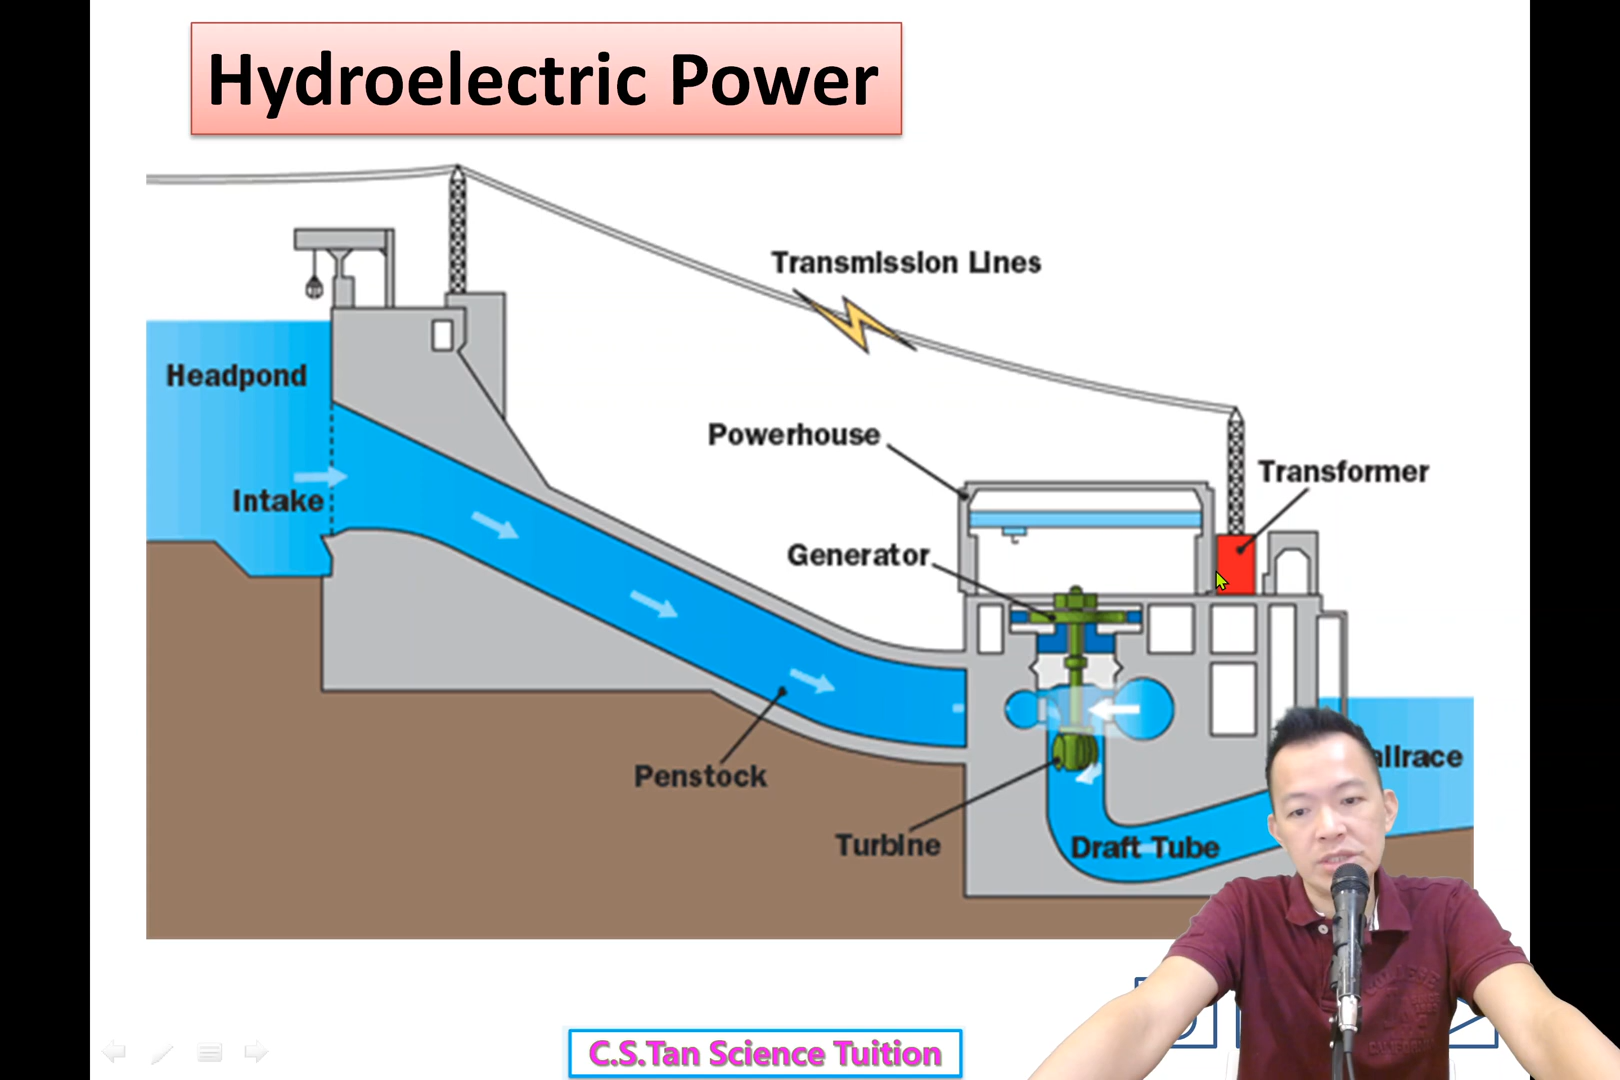 Hydroelectric Power
Transmission Lines
Headpond
Powerhouse
Transformer
Intake
Generator
Penstock
Turbine
Draft Tube
C.S.Tan Science Tuition